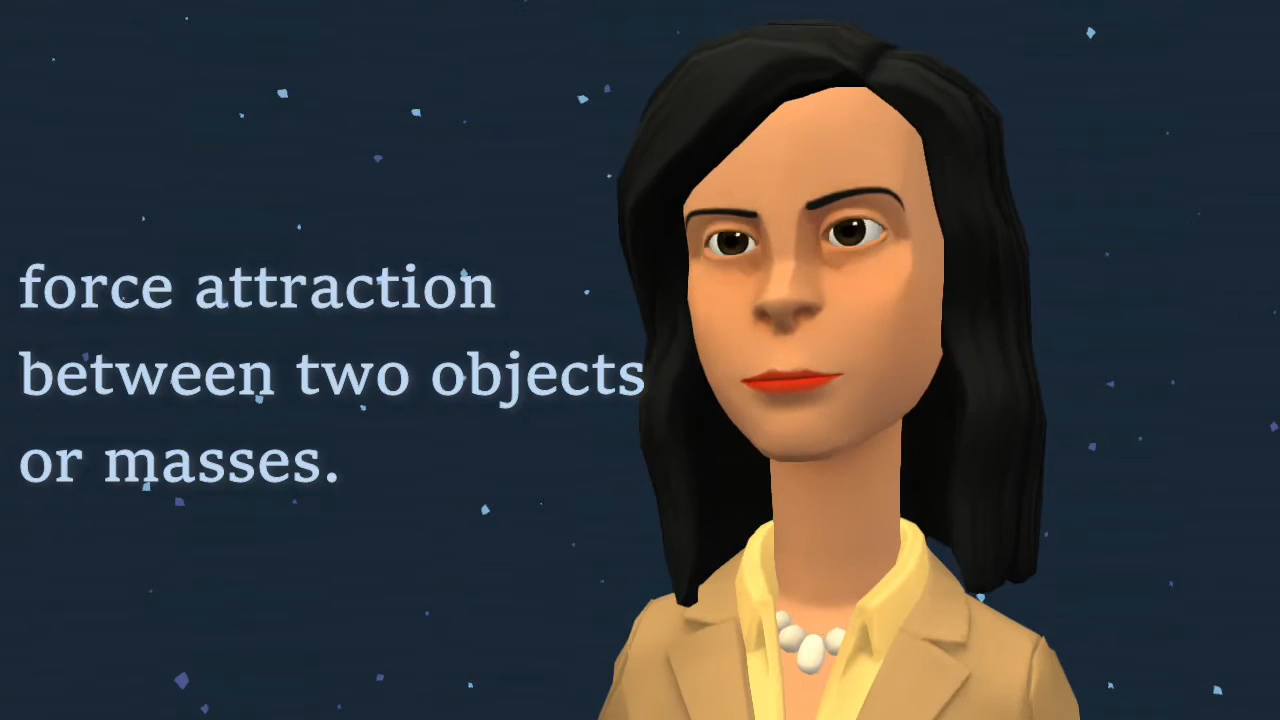 force attraction
between two objects
or masses.